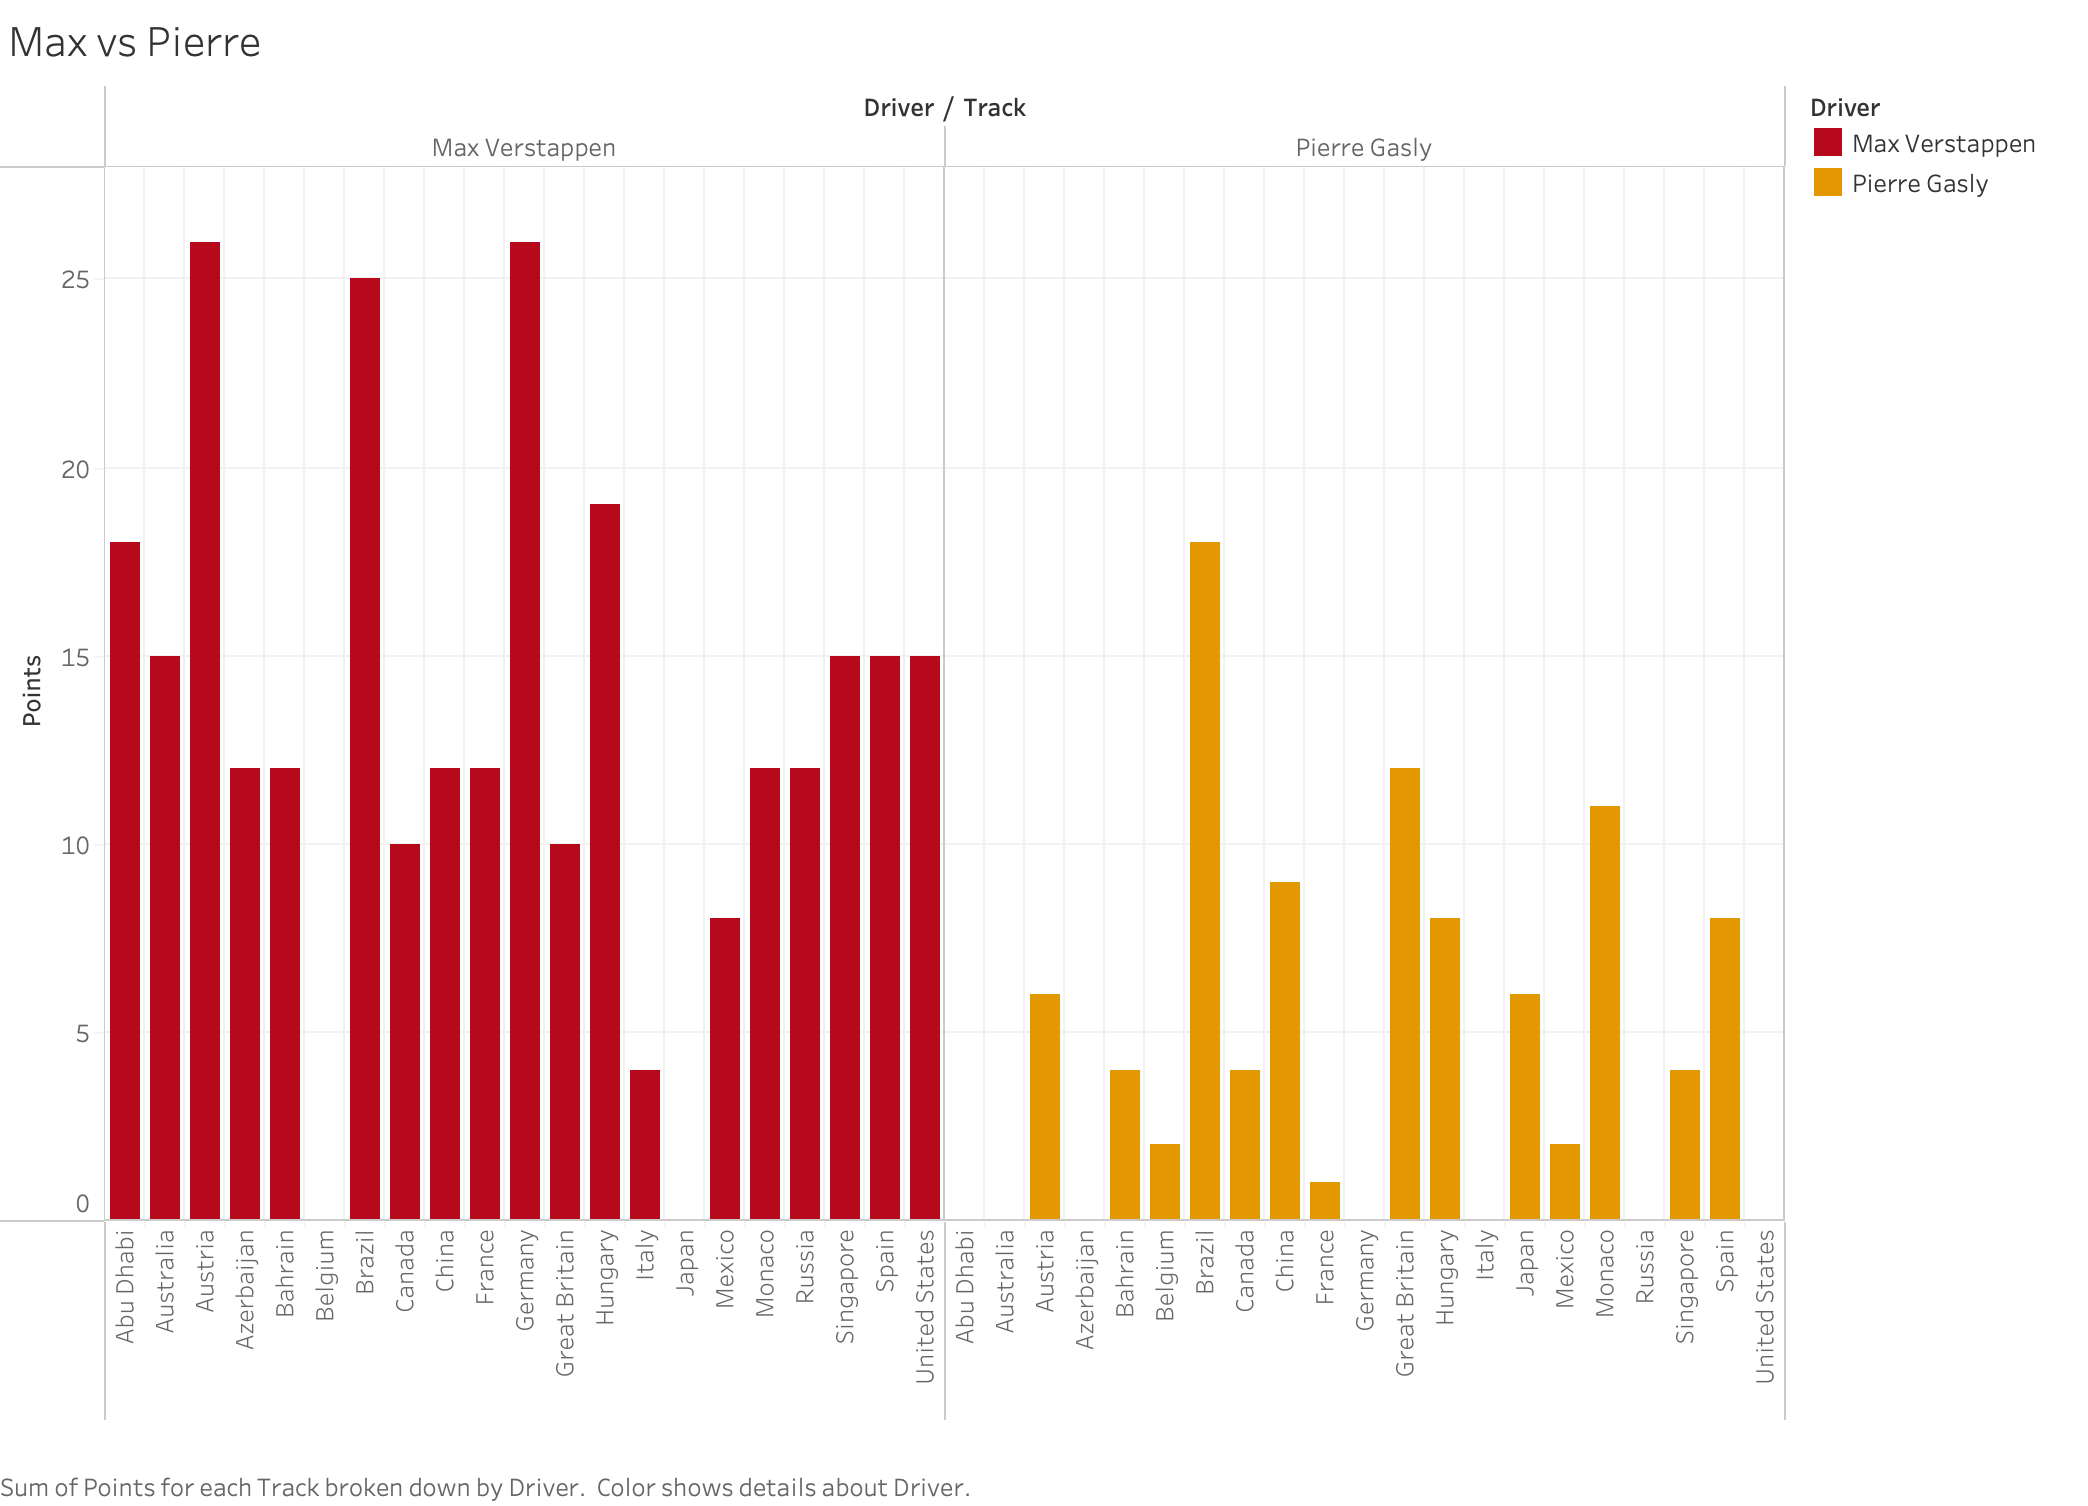 Max vs Pierre
Driver / Track
Max Verstappen
Pierre Gasly
Driver
Max Verstappen
Pierre Gasly
Points
25
20
15
10
5
0
Abu Dhabi
Australia
Austria
Azerbaijan
Bahrain
Belgium
Brazil
Canada
China
France
Germany
Great Britain
Hungary
Italy
Japan
Mexico
Monaco
Russia
Singapore
Spain
United States
Abu Dhabi
Australia
Austria
Azerbaijan
Bahrain
Belgium
Brazil
Canada
China
France
Germany
Great Britain
Hungary
Italy
Japan
Mexico
Monaco
Russia
Singapore
Spain
United States
Sum of Points for each Track broken down by Driver.  Color shows details about Driver.